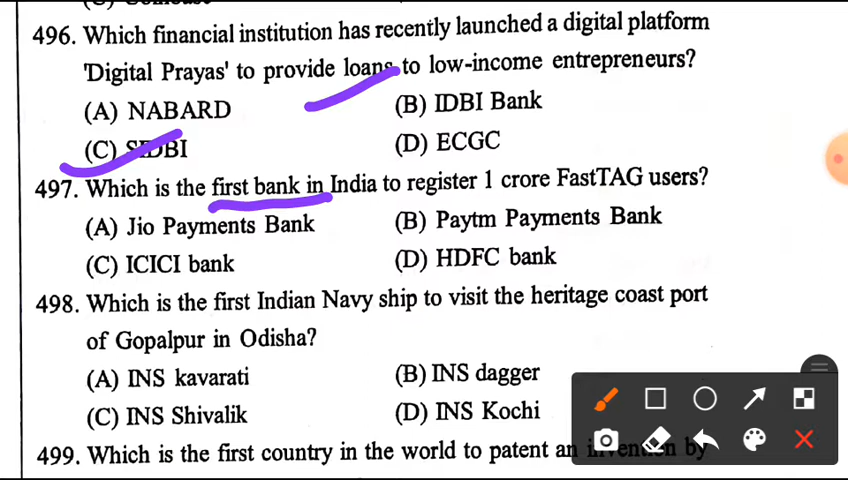 496. Which financial institution has recently launched a digital platform
'Digital Prayas' to provide loans to low-income entrepreneurs?
(A) NABARD (B) IDBI Bank
(C) SIDBI (D) ECGC
497. Which is the first bank in India to register 1 crore FastTAG users?
(A) Jio Payments Bank (B) Paytm Payments Bank
(C) ICICI bank (D) HDFC bank
498. Which is the first Indian Navy ship to visit the heritage coast port
of Gopalpur in Odisha?
(A) INS kavarati (B) INS dagger
(C) INS Shivalik (D) INS Kochi
499. Which is the first country in the world to patent an invention by